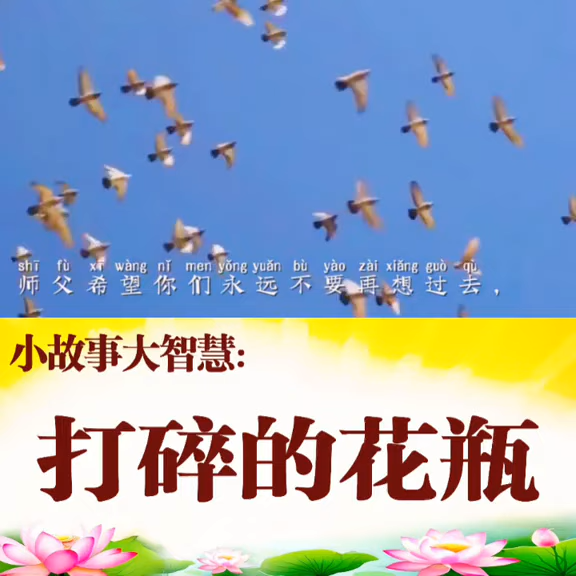 shī fù xī wàng nǐ men yǒng yuǎn bù yào zài xiǎng guò qù
师父希望你们永远不要再想过去，
小故事大智慧：
打碎的花瓶